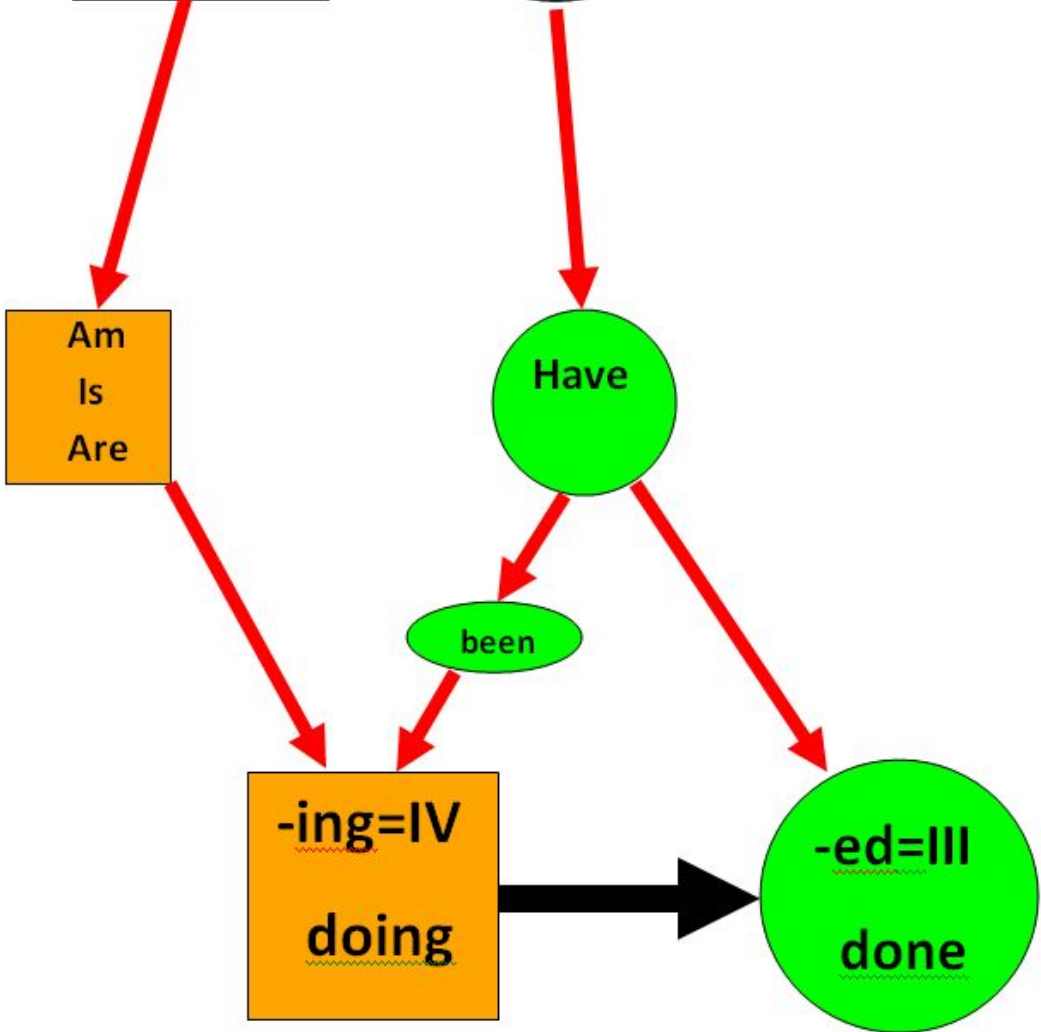 Am
Is
Are
Have
been
-ing=IV
doing
-ed=III
done